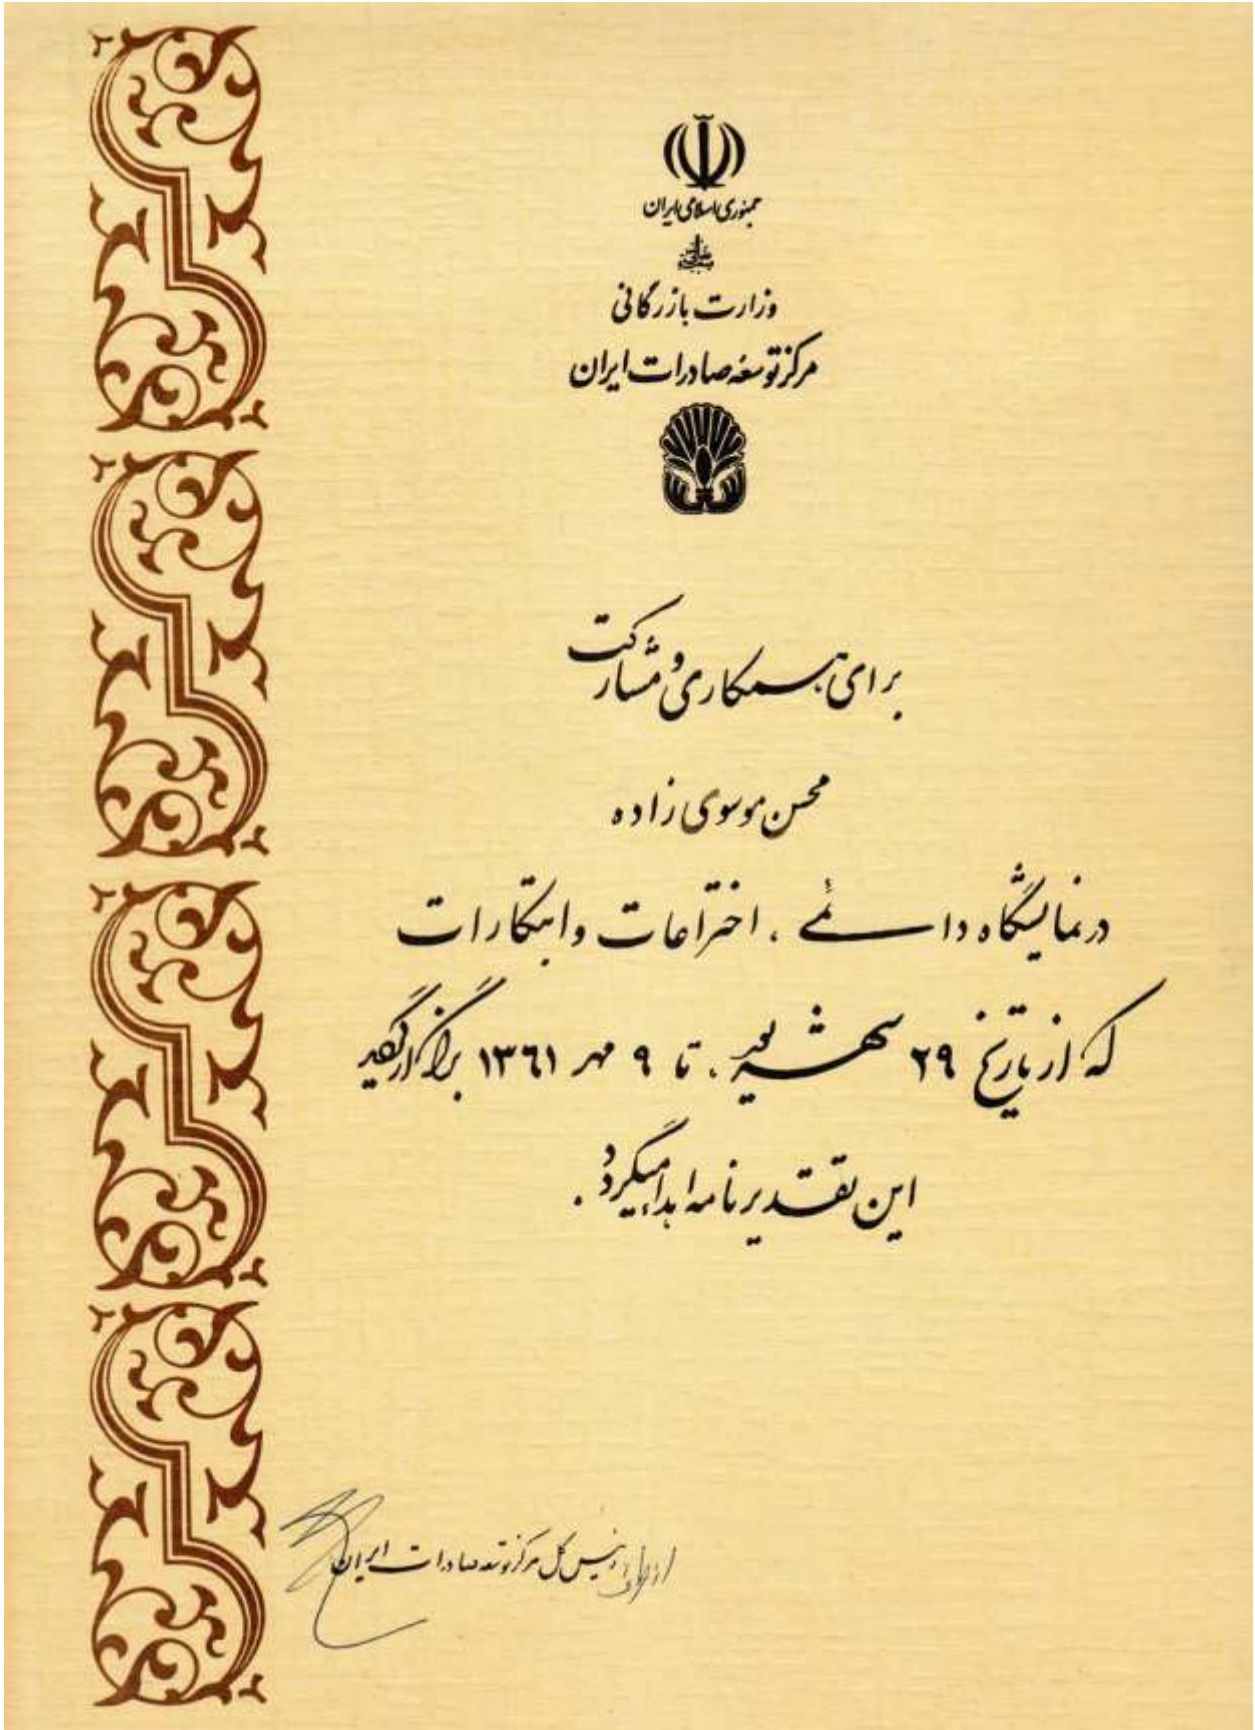 جمهوری اسلامی ایران
وزارت بازرگانی
مرکز توسعه صادرات ایران
برای همکاری و مشارکت
محسن موسوی زاده
در نمایشگاه دائمی ، اختراعات و ابتکارات
که از تاریخ ۲۹ شهریور ، تا ۹ مهر ۱۳۶۱ برگزار گردید
این تقدیرنامه اهداء میگردد .
از طرف رئیس کل مرکز توسعه صادرات ایران